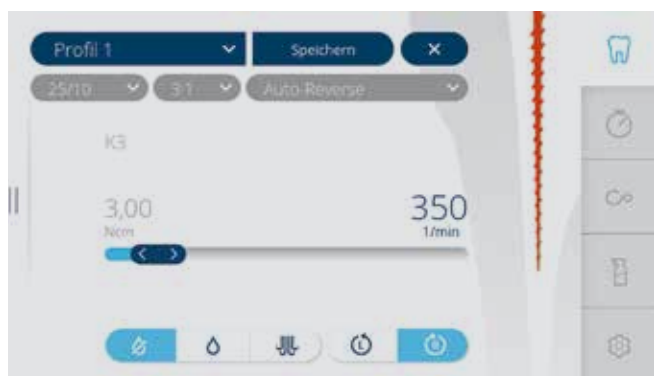 Profil 1 Speichern ×
25/10 3:1 Auto-Reverse
K3
3,00 350
Ncm 1/min
L